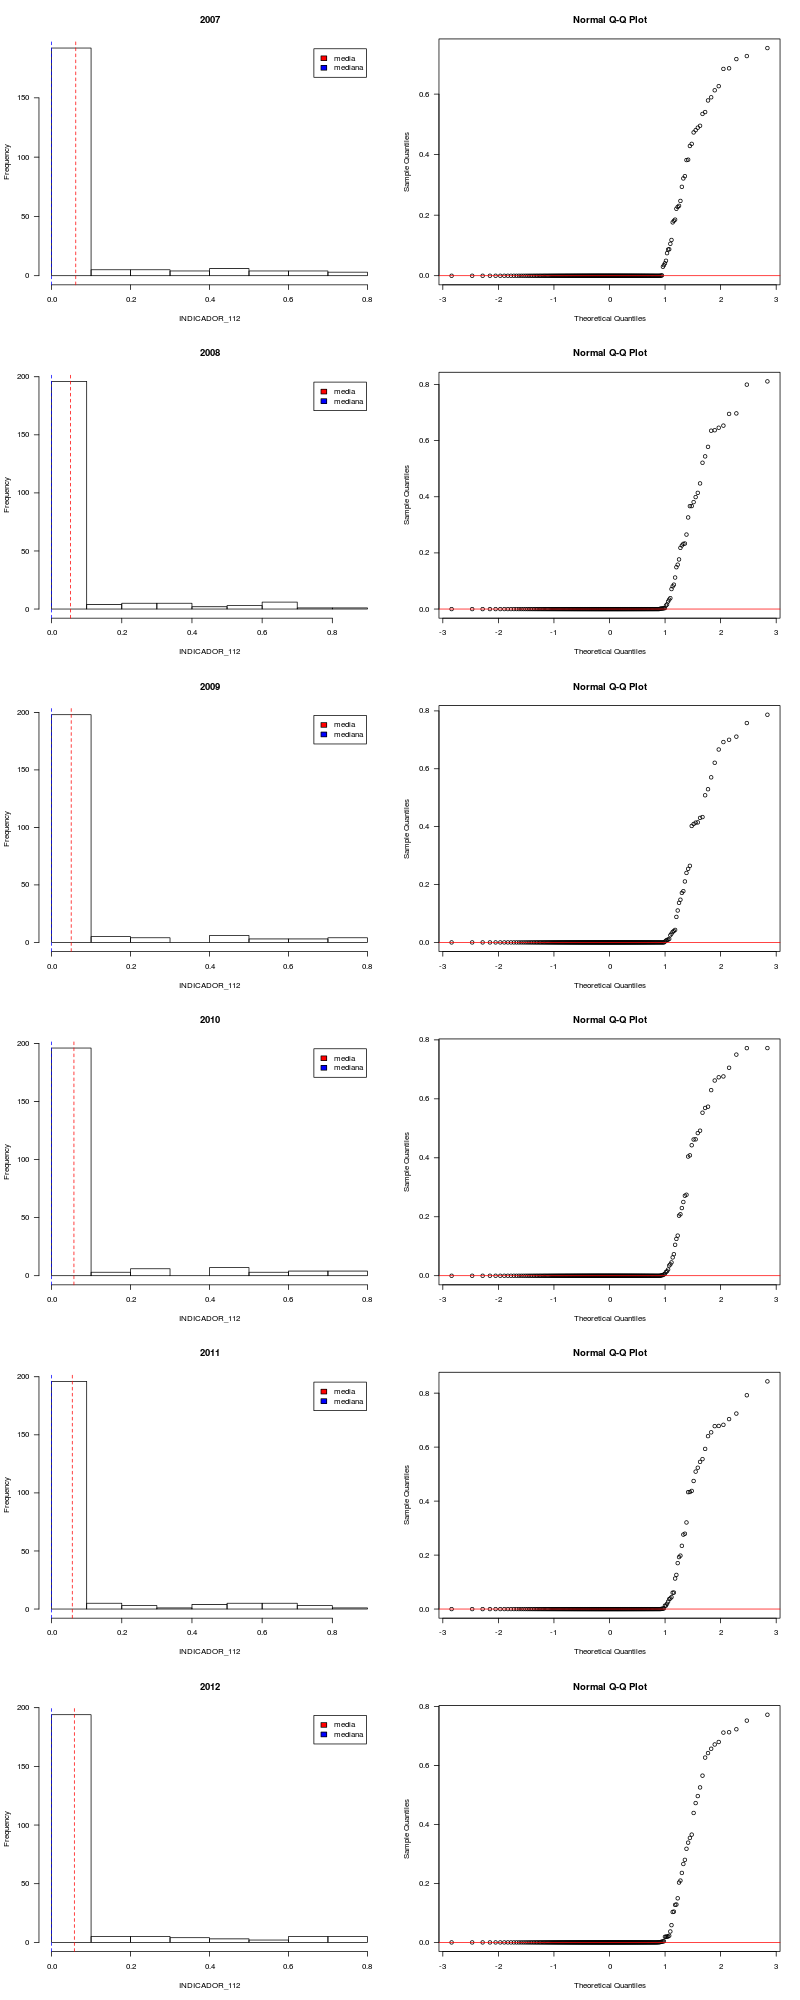 2007
Normal Q-Q Plot
media
mediana
Frequency
0
50
100
150
0.0 0.2 0.4 0.6 0.8
INDICADOR_112
Sample Quantiles
0.0
0.2
0.4
0.6
-3 -2 -1 0 1 2 3
Theoretical Quantiles
2008
Normal Q-Q Plot
media
mediana
Frequency
0
50
100
150
200
0.0 0.2 0.4 0.6 0.8
INDICADOR_112
Sample Quantiles
0.0
0.2
0.4
0.6
0.8
-3 -2 -1 0 1 2 3
Theoretical Quantiles
2009
Normal Q-Q Plot
media
mediana
Frequency
0
50
100
150
200
0.0 0.2 0.4 0.6 0.8
INDICADOR_112
Sample Quantiles
0.0
0.2
0.4
0.6
0.8
-3 -2 -1 0 1 2 3
Theoretical Quantiles
2010
Normal Q-Q Plot
media
mediana
Frequency
0
50
100
150
200
0.0 0.2 0.4 0.6 0.8
INDICADOR_112
Sample Quantiles
0.0
0.2
0.4
0.6
0.8
-3 -2 -1 0 1 2 3
Theoretical Quantiles
2011
Normal Q-Q Plot
media
mediana
Frequency
0
50
100
150
200
0.0 0.2 0.4 0.6 0.8
INDICADOR_112
Sample Quantiles
0.0
0.2
0.4
0.6
0.8
-3 -2 -1 0 1 2 3
Theoretical Quantiles
2012
Normal Q-Q Plot
media
mediana
Frequency
0
50
100
150
200
0.0 0.2 0.4 0.6 0.8
INDICADOR_112
Sample Quantiles
0.0
0.2
0.4
0.6
0.8
-3 -2 -1 0 1 2 3
Theoretical Quantiles